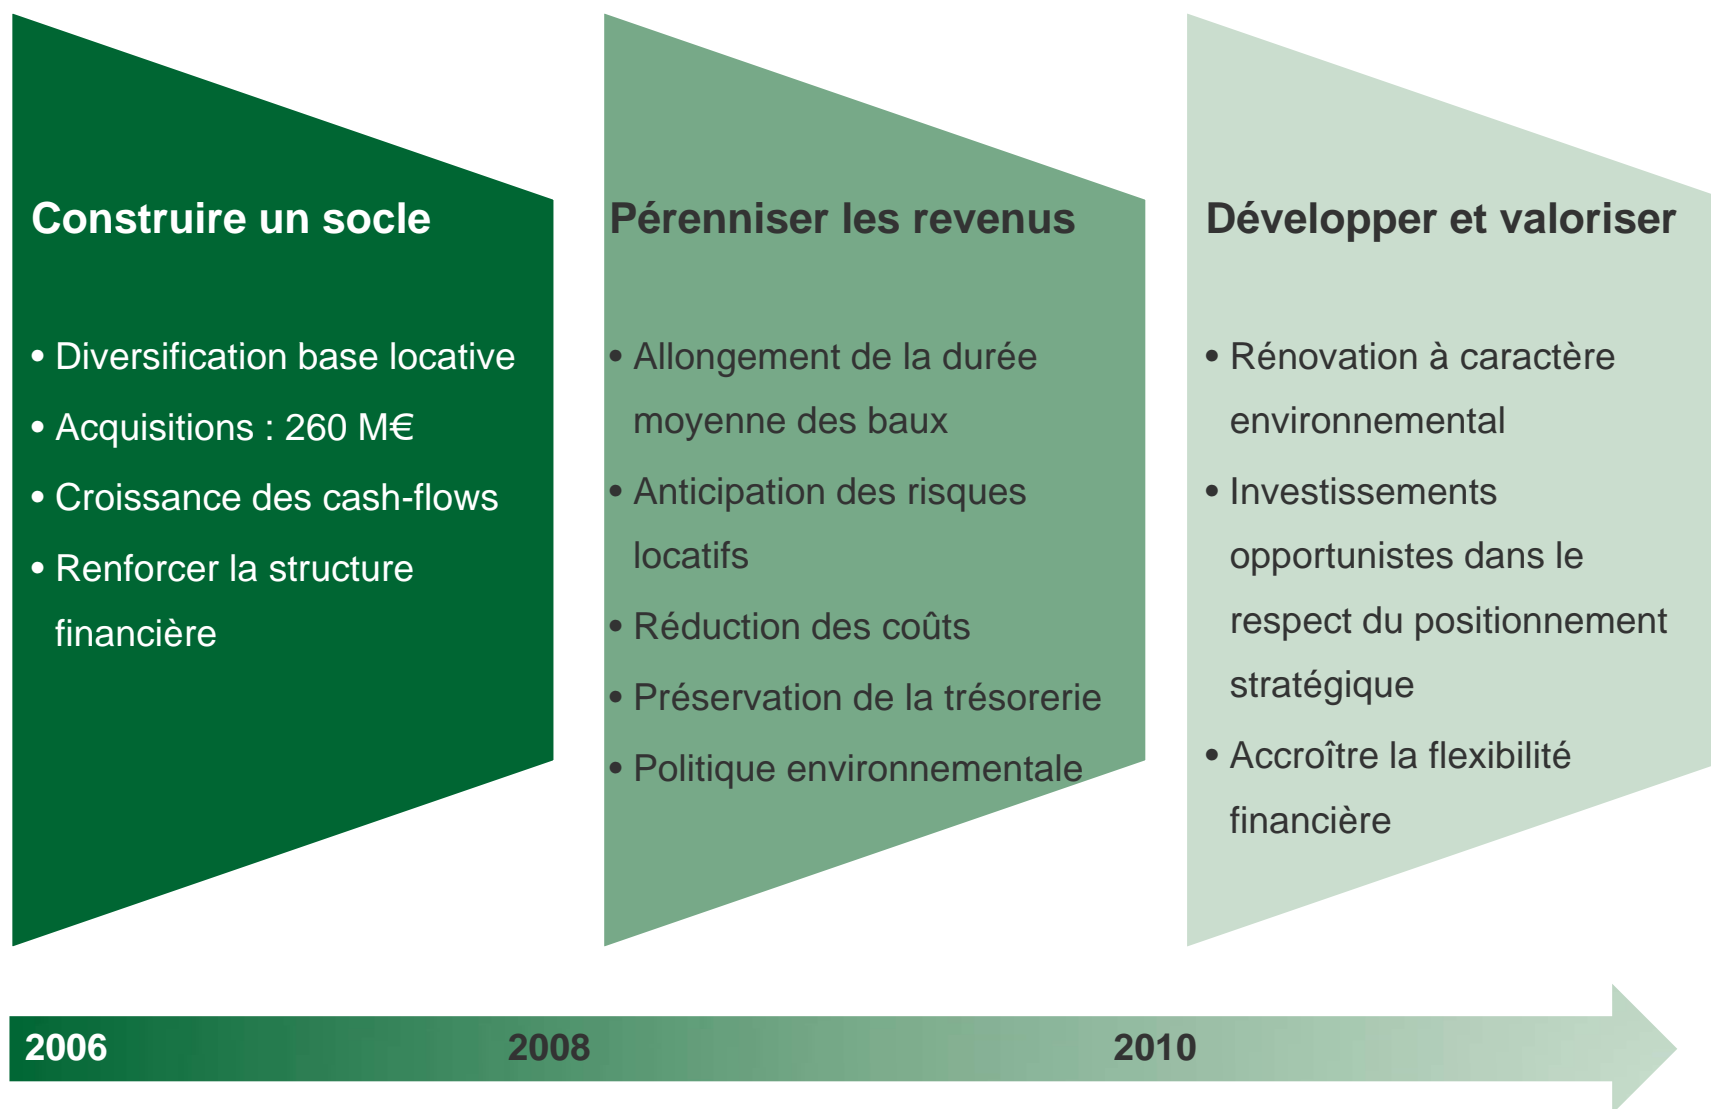 Construire un socle
• Diversification base locative
• Acquisitions : 260 M€
• Croissance des cash-flows
• Renforcer la structure
financière
Pérenniser les revenus
• Allongement de la durée
moyenne des baux
• Anticipation des risques
locatifs
• Réduction des coûts
• Préservation de la trésorerie
• Politique environnementale
Développer et valoriser
• Rénovation à caractère
environnemental
• Investissements
opportunistes dans le
respect du positionnement
stratégique
• Accroître la flexibilité
financière
2006
2008
2010